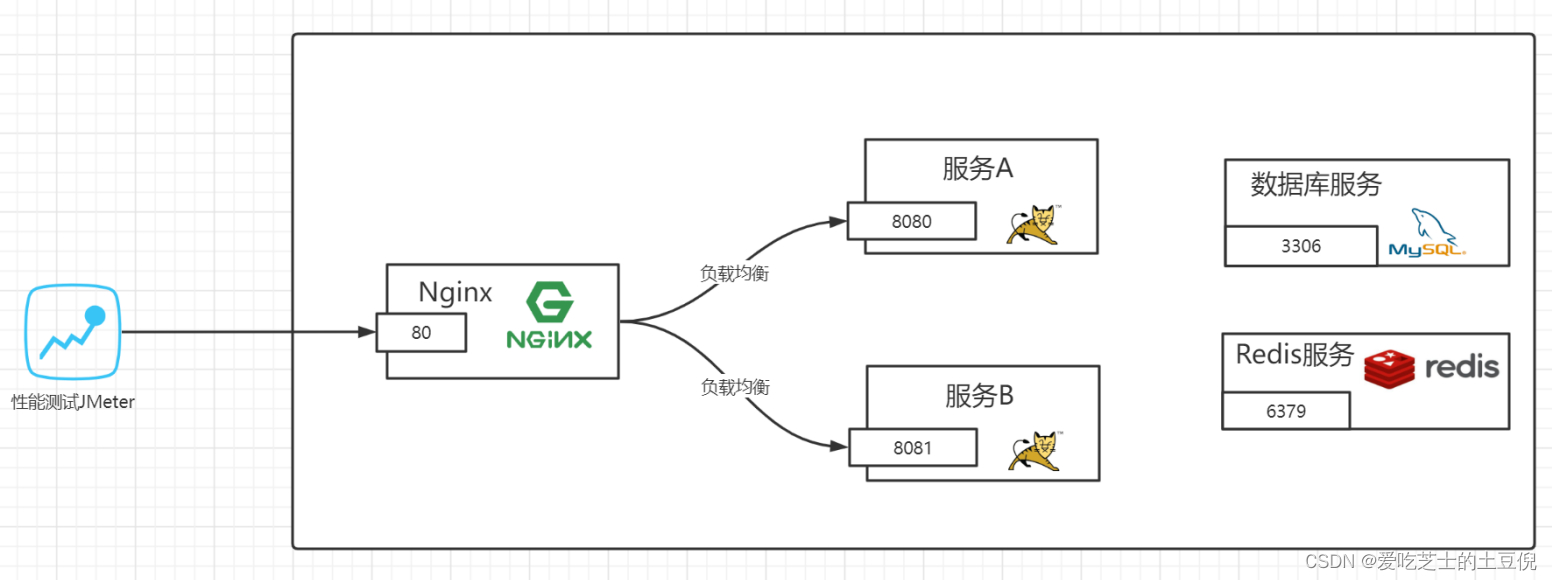 服务A
8080
数据库服务
3306
MySQL
负载均衡
Nginx
80
NGiNX
性能测试JMeter
负载均衡
服务B
8081
Redis服务
redis
6379
CSDN @爱吃芝士的土豆倪